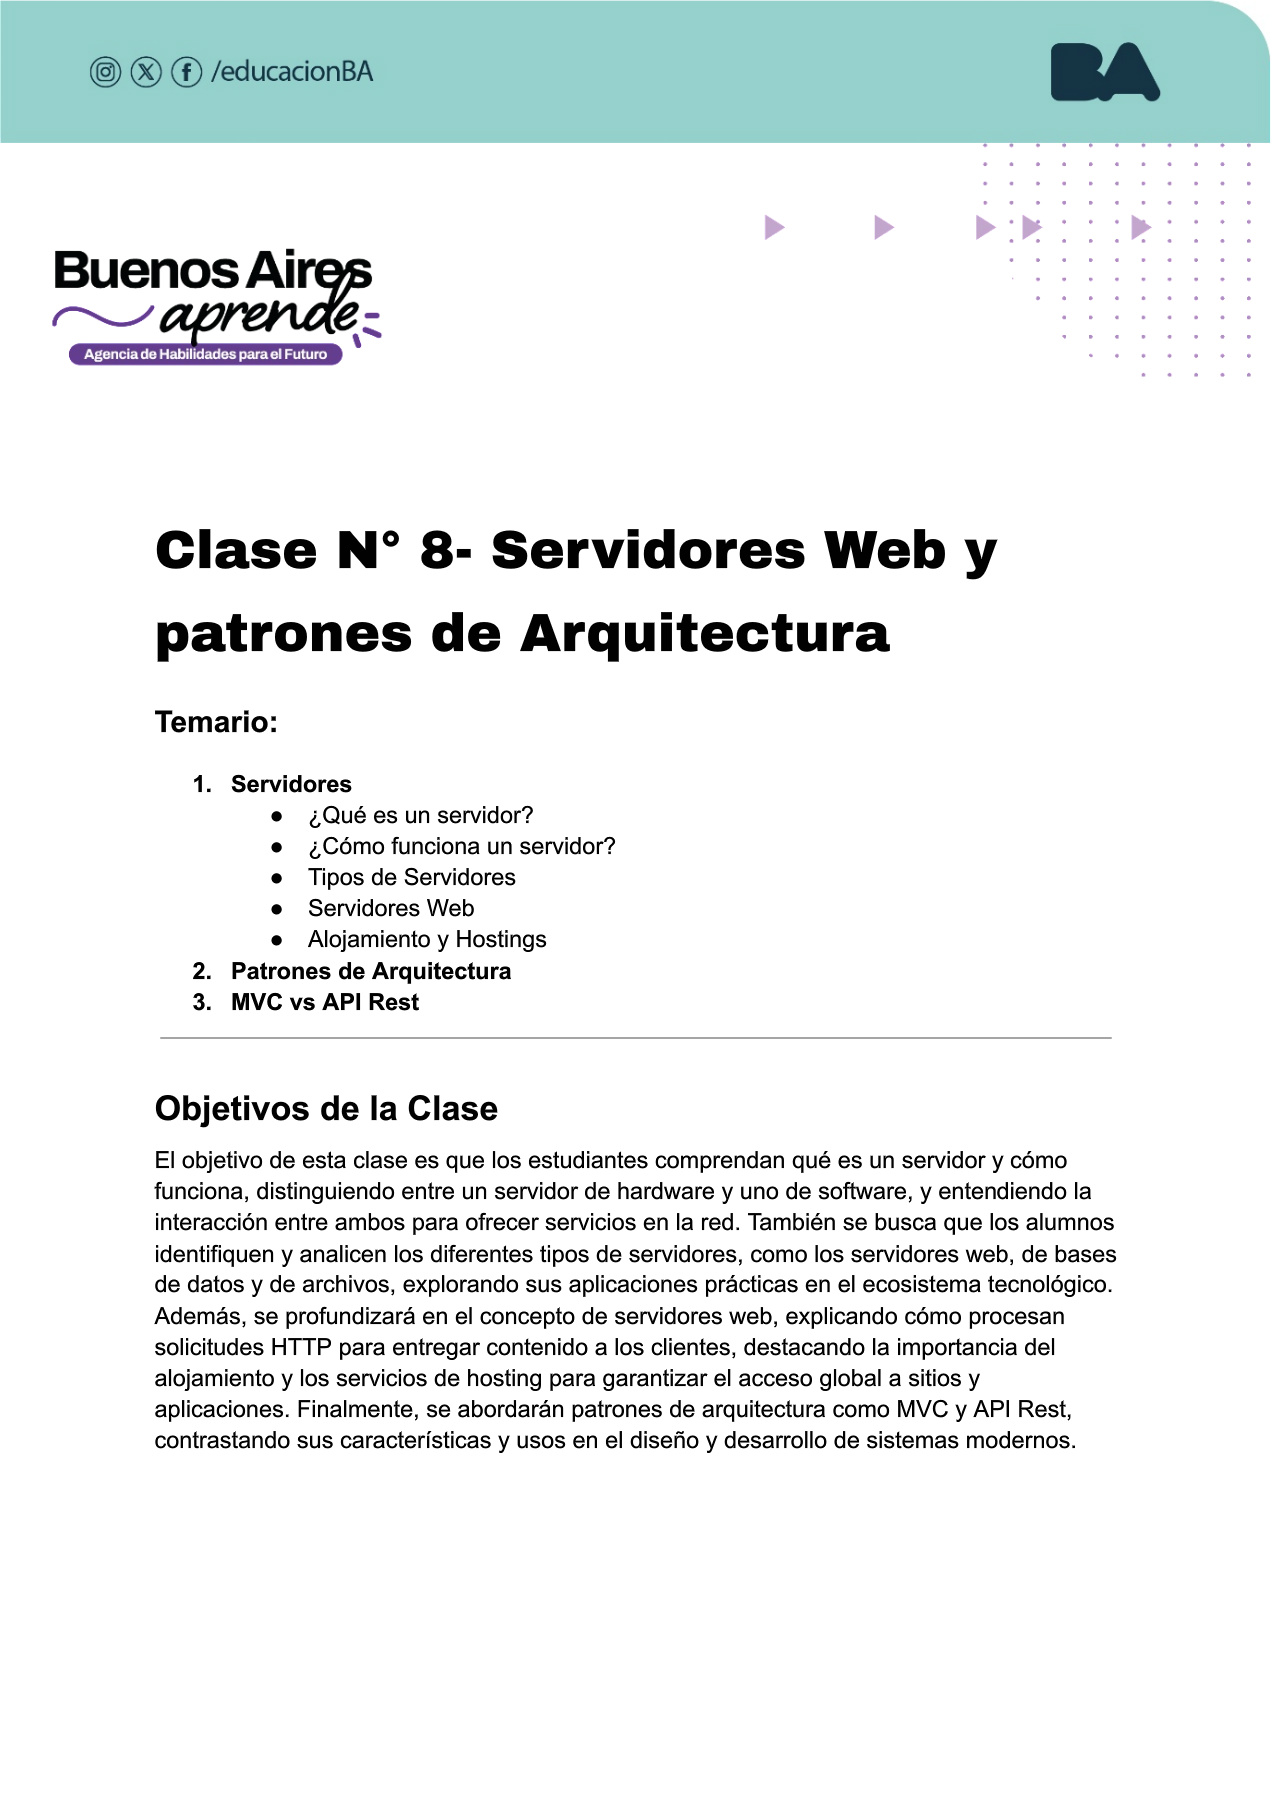 /educacionBA
BA
Buenos Aires
aprende
Agencia de Habilidades para el Futuro
Clase N° 8- Servidores Web y
patrones de Arquitectura
Temario:
1. Servidores
● ¿Qué es un servidor?
● ¿Cómo funciona un servidor?
● Tipos de Servidores
● Servidores Web
● Alojamiento y Hostings
2. Patrones de Arquitectura
3. MVC vs API Rest
Objetivos de la Clase
El objetivo de esta clase es que los estudiantes comprendan qué es un servidor y cómo
funciona, distinguiendo entre un servidor de hardware y uno de software, y entendiendo la
interacción entre ambos para ofrecer servicios en la red. También se busca que los alumnos
identifiquen y analicen los diferentes tipos de servidores, como los servidores web, de bases
de datos y de archivos, explorando sus aplicaciones prácticas en el ecosistema tecnológico.
Además, se profundizará en el concepto de servidores web, explicando cómo procesan
solicitudes HTTP para entregar contenido a los clientes, destacando la importancia del
alojamiento y los servicios de hosting para garantizar el acceso global a sitios y
aplicaciones. Finalmente, se abordarán patrones de arquitectura como MVC y API Rest,
contrastando sus características y usos en el diseño y desarrollo de sistemas modernos.